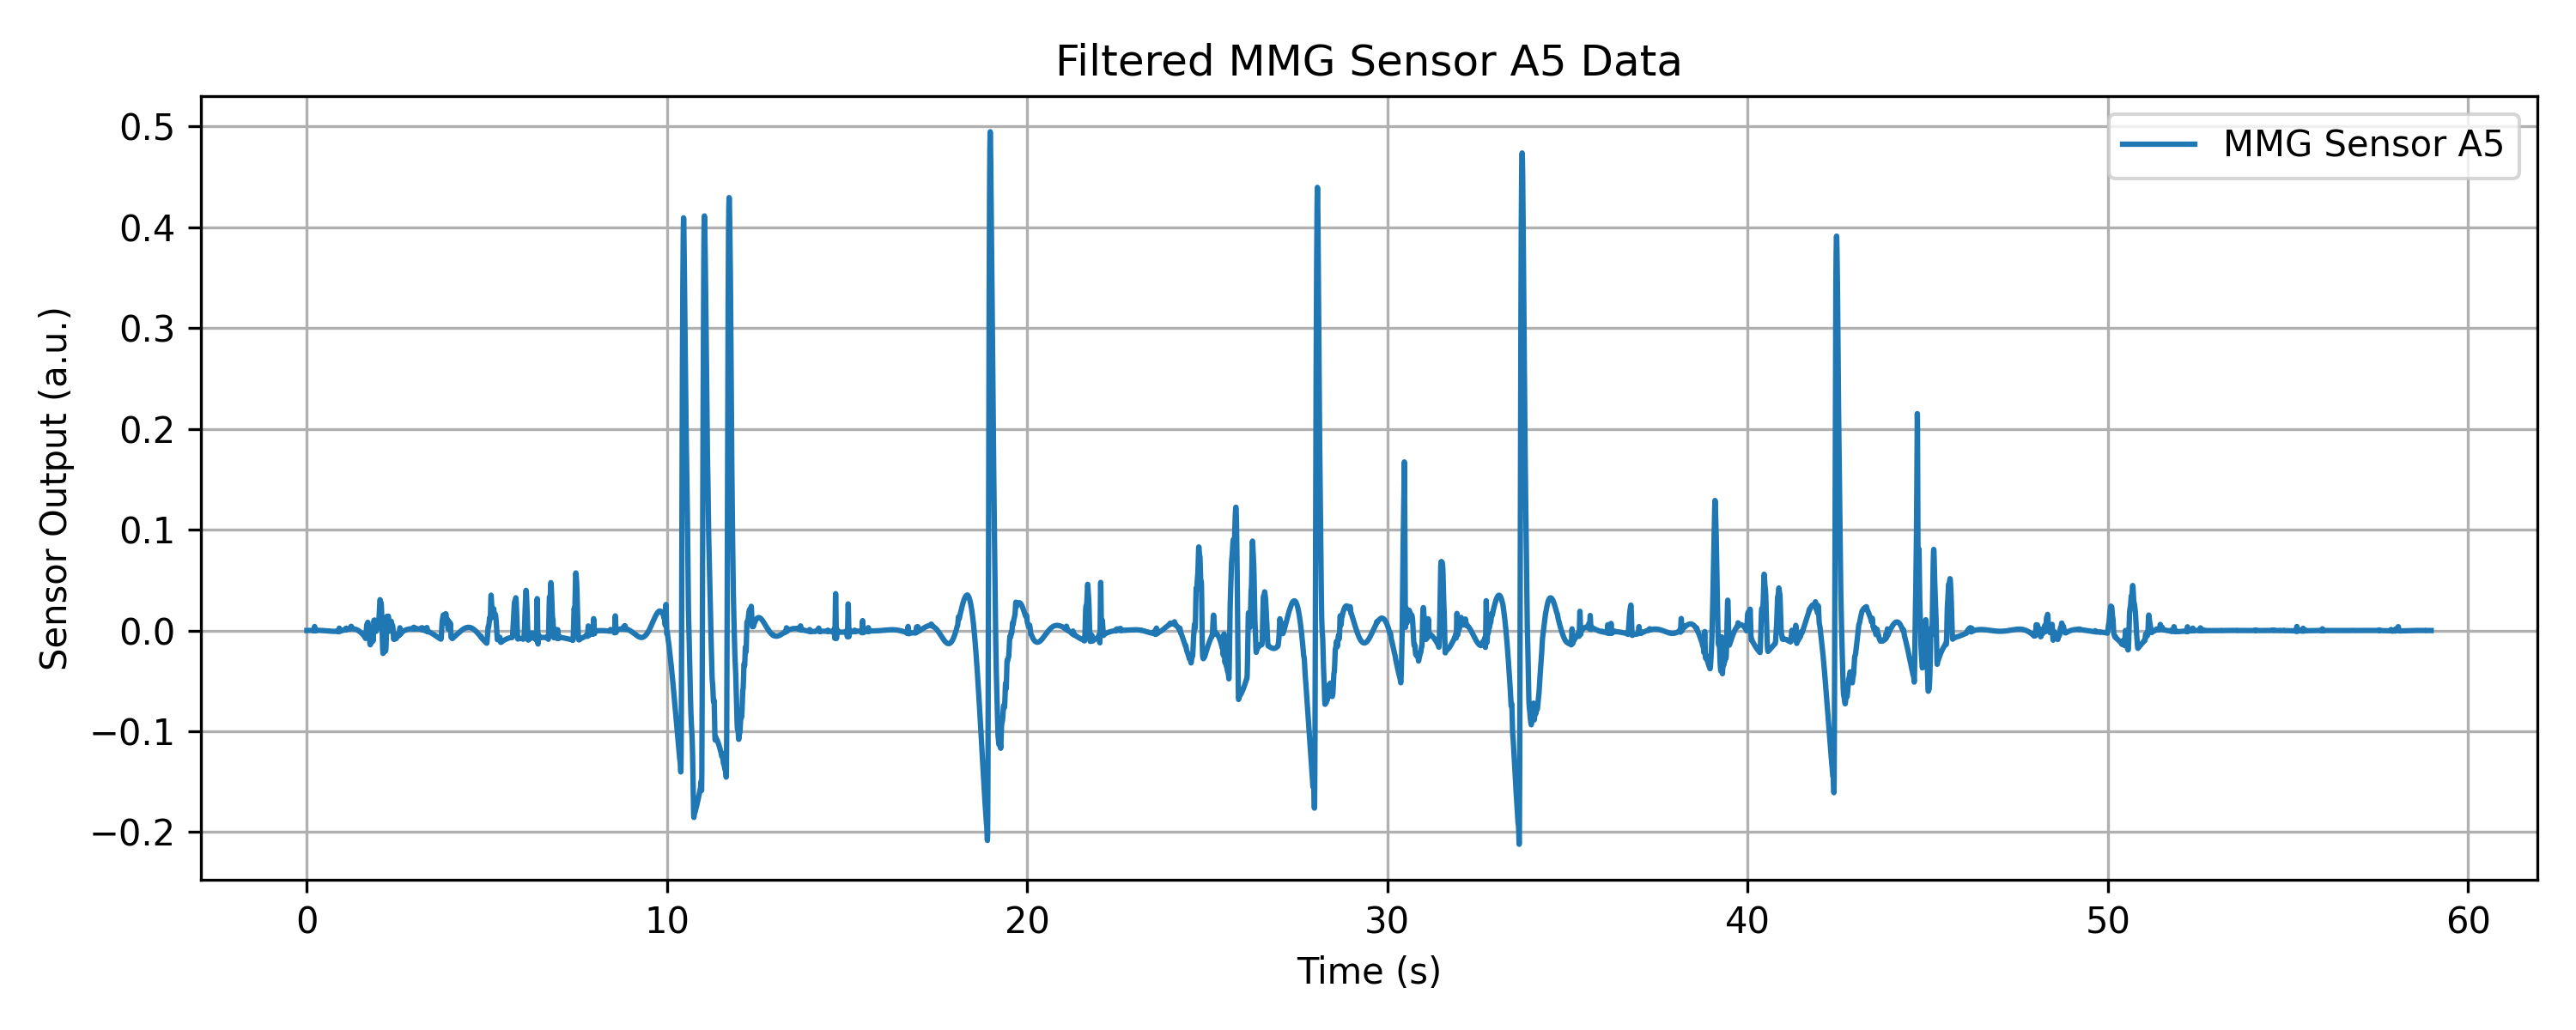 Filtered MMG Sensor A5 Data
MMG Sensor A5
Sensor Output (a.u.)
0.5
0.4
0.3
0.2
0.1
0.0
−0.1
−0.2
0 10 20 30 40 50 60
Time (s)